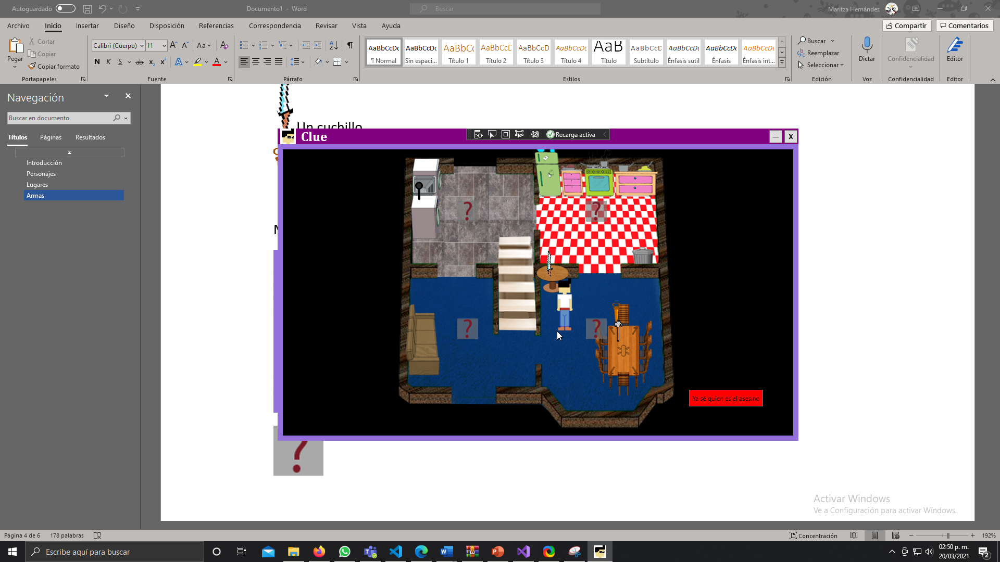 Autoguardado
Documento1 - Word
Buscar
Maritza Hernández
Archivo
Inicio
Insertar
Diseño
Disposición
Referencias
Correspondencia
Revisar
Vista
Ayuda
Compartir
Comentarios
Pegar
Cortar
Copiar
Copiar formato
Portapapeles
Calibri (Cuerpo)
11
Aa
N K S ab x₂ x²
Fuente
Párrafo
AaBbCcDc
¶ Normal
AaBbCcDc
Sin espaci...
AaBbCc
Título 1
AaBbCcD
Título 2
AaBbCcD
Título 3
AaBbCcDc
Título 4
AaB
Título
AaBbCcD
Subtítulo
AaBbCcDc
Énfasis sutil
AaBbCcDc
Énfasis
AaBbCcDc
Énfasis int...
Estilos
Buscar
Reemplazar
Seleccionar
Edición
Dictar
Voz
Confidencialidad
Confidencialidad
Editor
Editor
Navegación
Buscar en documento
Títulos
Páginas
Resultados
Introducción
Personajes
Lugares
Armas
Un cuchillo
Clue
Recarga activa
X
?
?
?
?
Ya sé quien es el asesino
?
Activar Windows
Ve a Configuración para activar Windows.
Página 4 de 6
178 palabras
Concentración
192%
Escribe aquí para buscar
02:50 p. m.
20/03/2021
2